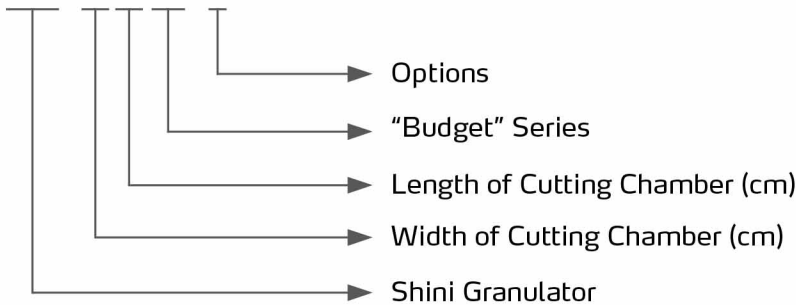 Options
“Budget” Series
Length of Cutting Chamber (cm)
Width of Cutting Chamber (cm)
Shini Granulator